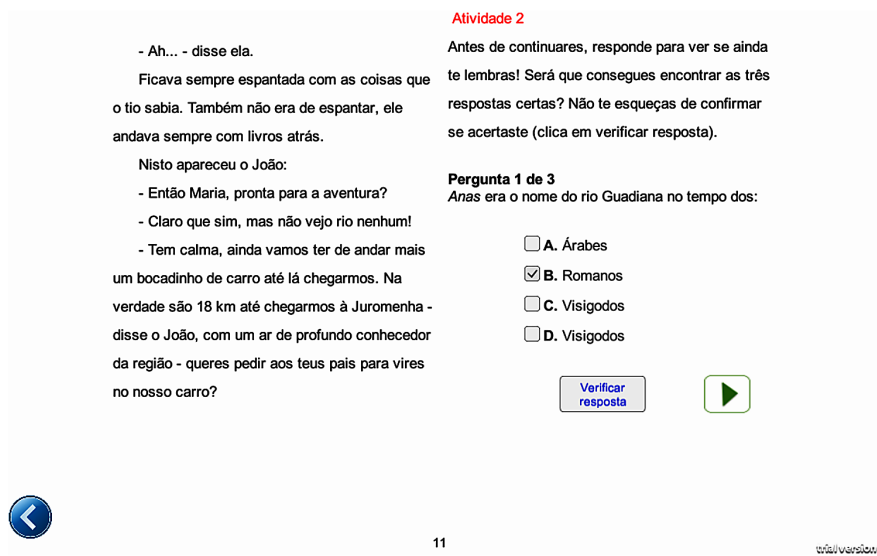 - Ah... - disse ela.
Ficava sempre espantada com as coisas que
o tio sabia. Também não era de espantar, ele
andava sempre com livros atrás.
Nisto apareceu o João:
- Então Maria, pronta para a aventura?
- Claro que sim, mas não vejo rio nenhum!
- Tem calma, ainda vamos ter de andar mais
um bocadinho de carro até lá chegarmos. Na
verdade são 18 km até chegarmos à Juromenha -
disse o João, com um ar de profundo conhecedor
da região - queres pedir aos teus pais para vires
no nosso carro?
Atividade 2
Antes de continuares, responde para ver se ainda
te lembras! Será que consegues encontrar as três
respostas certas? Não te esqueças de confirmar
se acertaste (clica em verificar resposta).
Pergunta 1 de 3
Anas era o nome do rio Guadiana no tempo dos:
A. Árabes
B. Romanos
C. Visigodos
D. Visigodos
Verificar
resposta
11
trial version